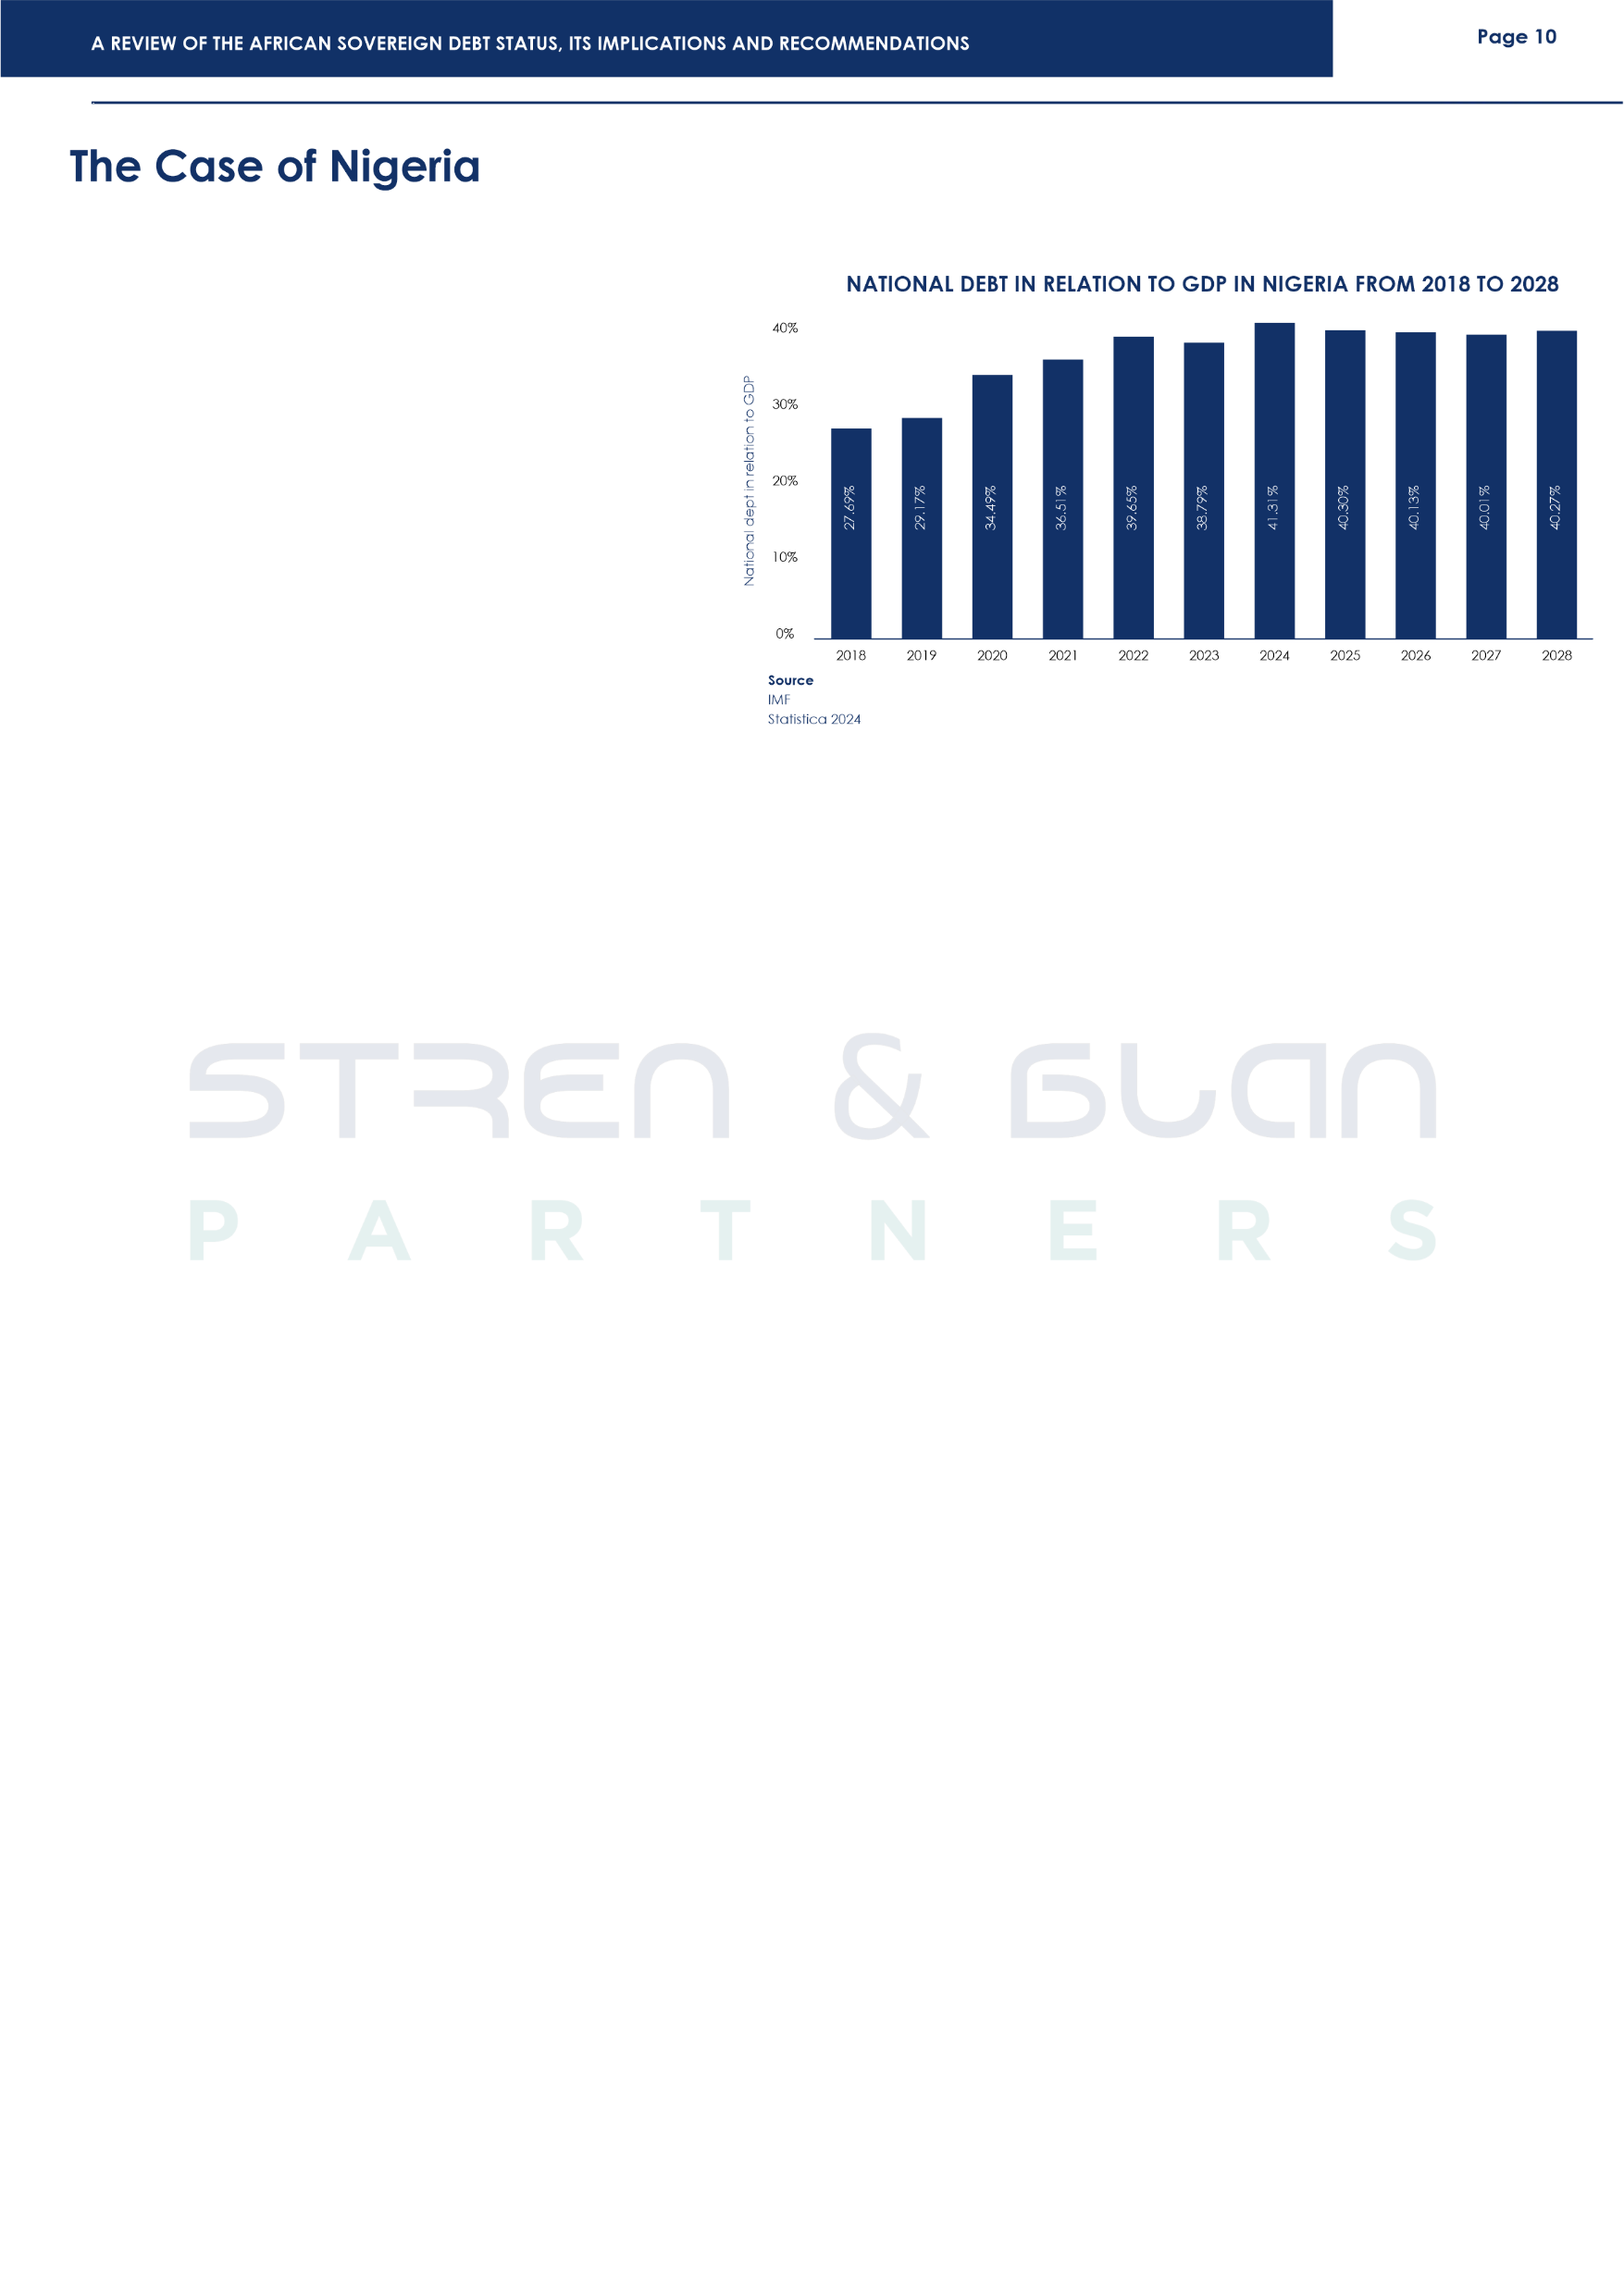 A REVIEW OF THE AFRICAN SOVEREIGN DEBT STATUS, ITS IMPLICATIONS AND RECOMMENDATIONS
Page 10
The Case of Nigeria
NATIONAL DEBT IN RELATION TO GDP IN NIGERIA FROM 2018 TO 2028
National dept in relation to GDP
40%
30%
20%
10%
0%
27.69% 29.17% 34.49% 36.51% 39.65% 38.79% 41.31% 40.30% 40.13% 40.01% 40.27%
2018 2019 2020 2021 2022 2023 2024 2025 2026 2027 2028
Source
IMF
Statistica 2024
STREN & BLAN
PARTNERS